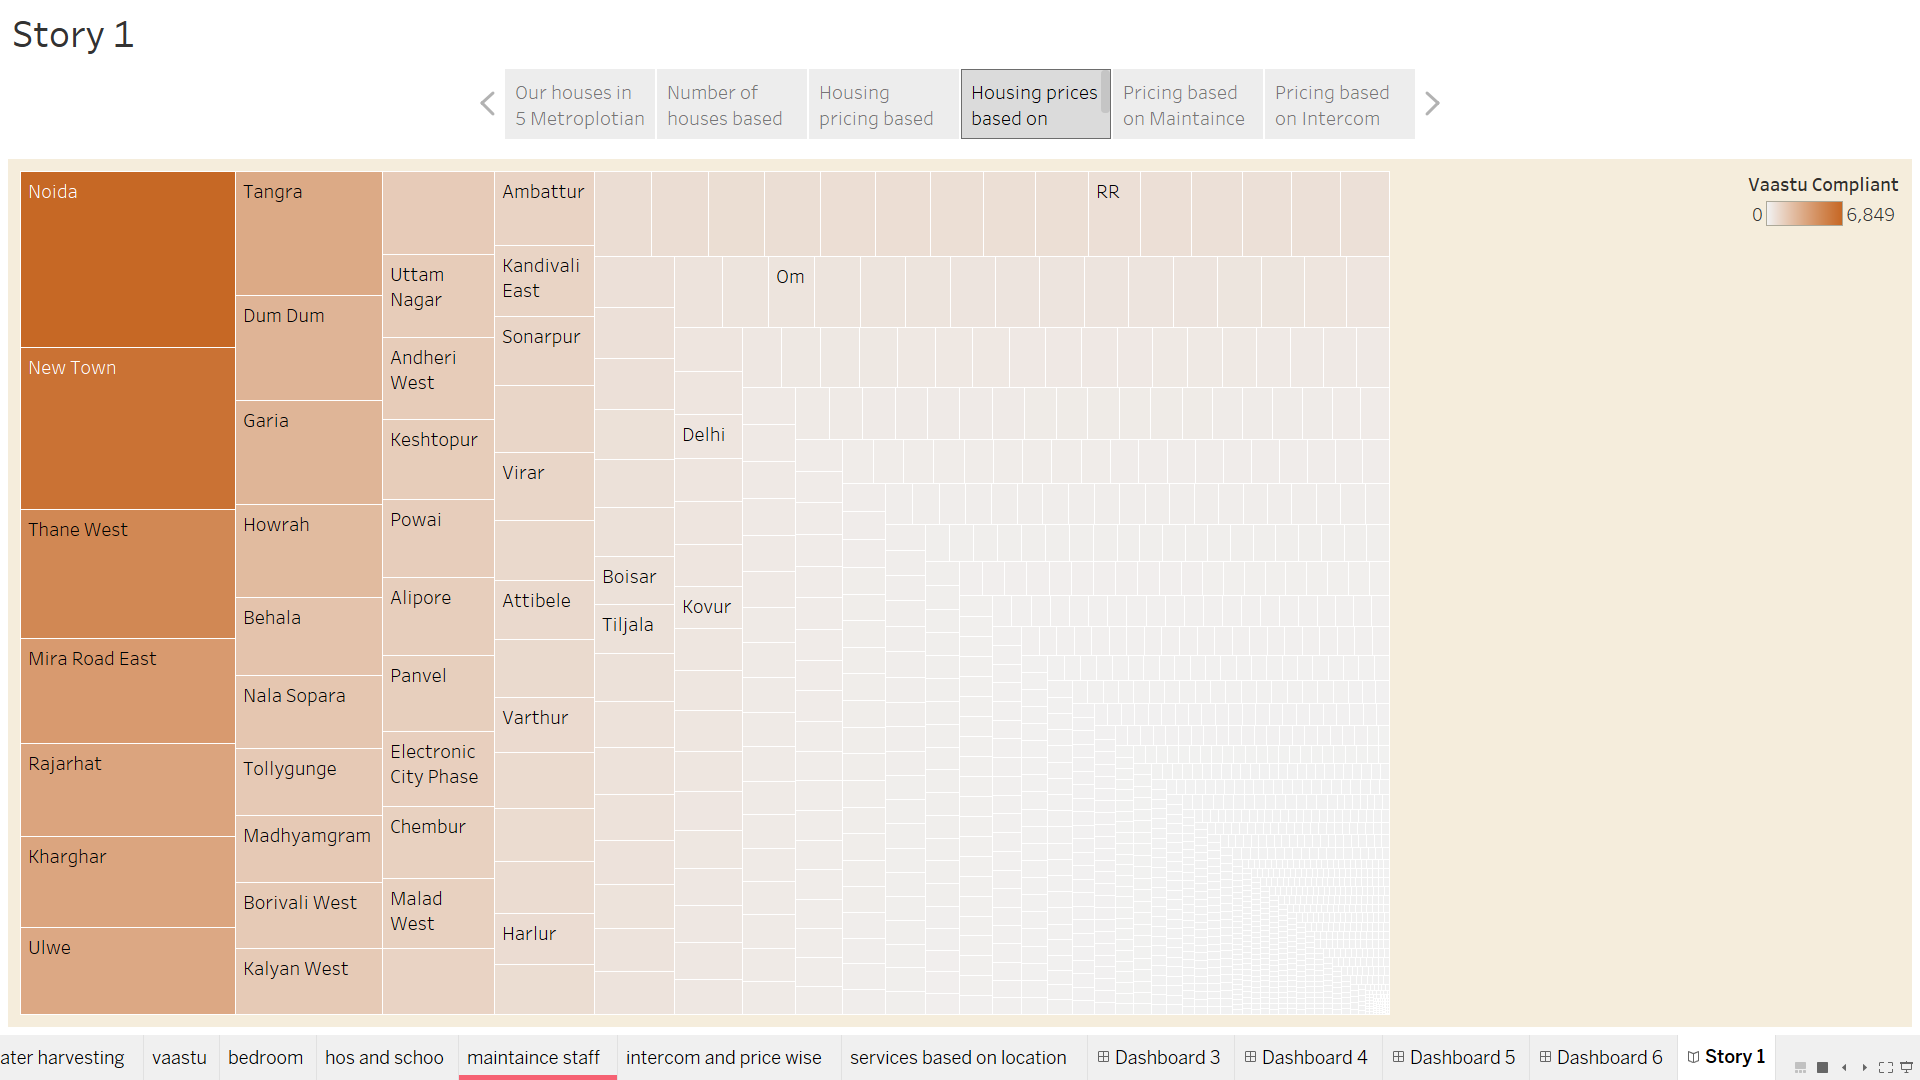 Story 1
Our houses in
5 Metroplotian
Number of
houses based
Housing
pricing based
Housing prices
based on
Pricing based
on Maintaince
Pricing based
on Intercom
Noida
New Town
Thane West
Mira Road East
Rajarhat
Kharghar
Ulwe
Tangra
Dum Dum
Garia
Howrah
Behala
Nala Sopara
Tollygunge
Madhyamgram
Borivali West
Kalyan West
Uttam
Nagar
Andheri
West
Keshtopur
Powai
Alipore
Panvel
Electronic
City Phase
Chembur
Malad
West
Ambattur
Kandivali
East
Sonarpur
Virar
Attibele
Varthur
Harlur
Boisar
Tiljala
Delhi
Kovur
Om
RR
Vaastu Compliant
0 6,849
ater harvesting
vaastu
bedroom
hos and schoo
maintaince staff
intercom and price wise
services based on location
Dashboard 3
Dashboard 4
Dashboard 5
Dashboard 6
Story 1